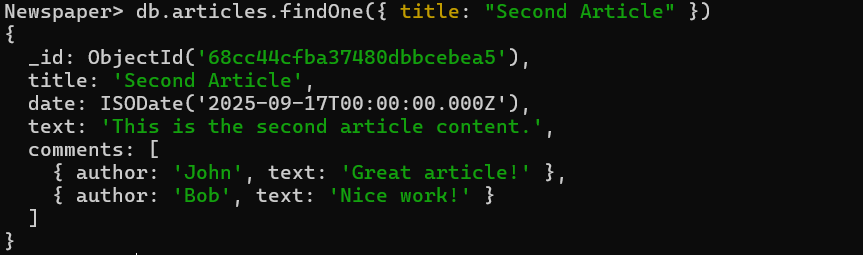 Newspaper> db.articles.findOne({ title: "Second Article" })
{
  _id: ObjectId('68cc44cfba37480dbbcebea5'),
  title: 'Second Article',
  date: ISODate('2025-09-17T00:00:00.000Z'),
  text: 'This is the second article content.',
  comments: [
    { author: 'John', text: 'Great article!' },
    { author: 'Bob', text: 'Nice work!' }
  ]
}